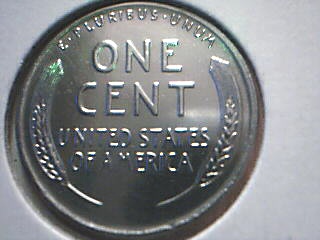 E·PLURIBUS·UNUM
ONE
CENT
UNITED STATES
OF AMERICA